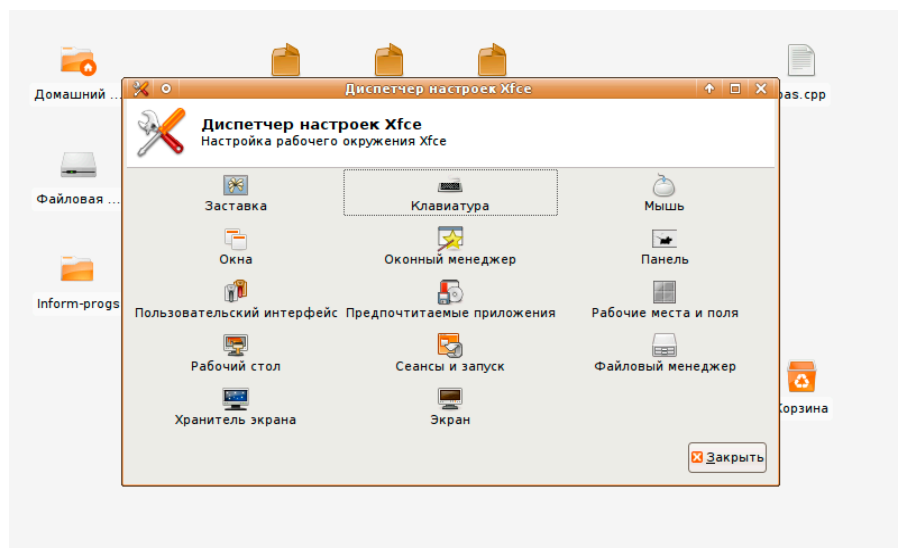 Домашний ...
Диспетчер настроек Xfce
bas.cpp
Диспетчер настроек Xfce
Настройка рабочего окружения Xfce
Файловая ...
Заставка
Клавиатура
Мышь
Окна
Оконный менеджер
Панель
Inform-progs
Пользовательский интерфейс
Предпочтитаемые приложения
Рабочие места и поля
Рабочий стол
Сеансы и запуск
Файловый менеджер
Хранитель экрана
Экран
Корзина
Закрыть